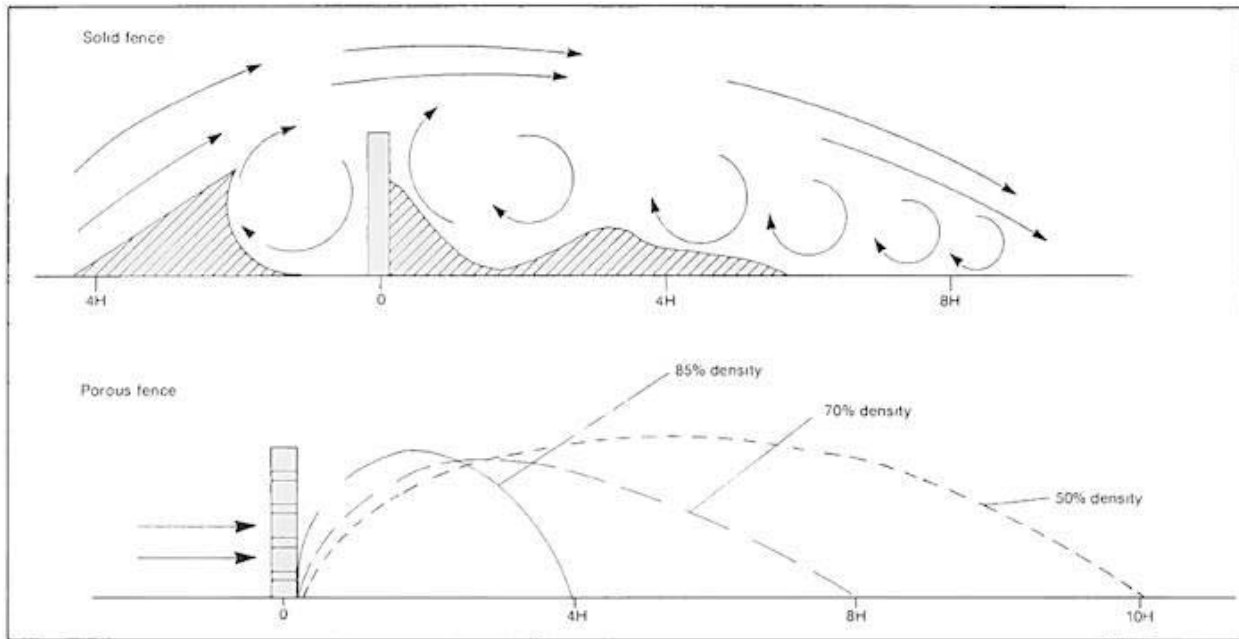 Solid fence
4H
0
4H
8H
Porous fence
85% density
70% density
50% density
0
4H
8H
10H